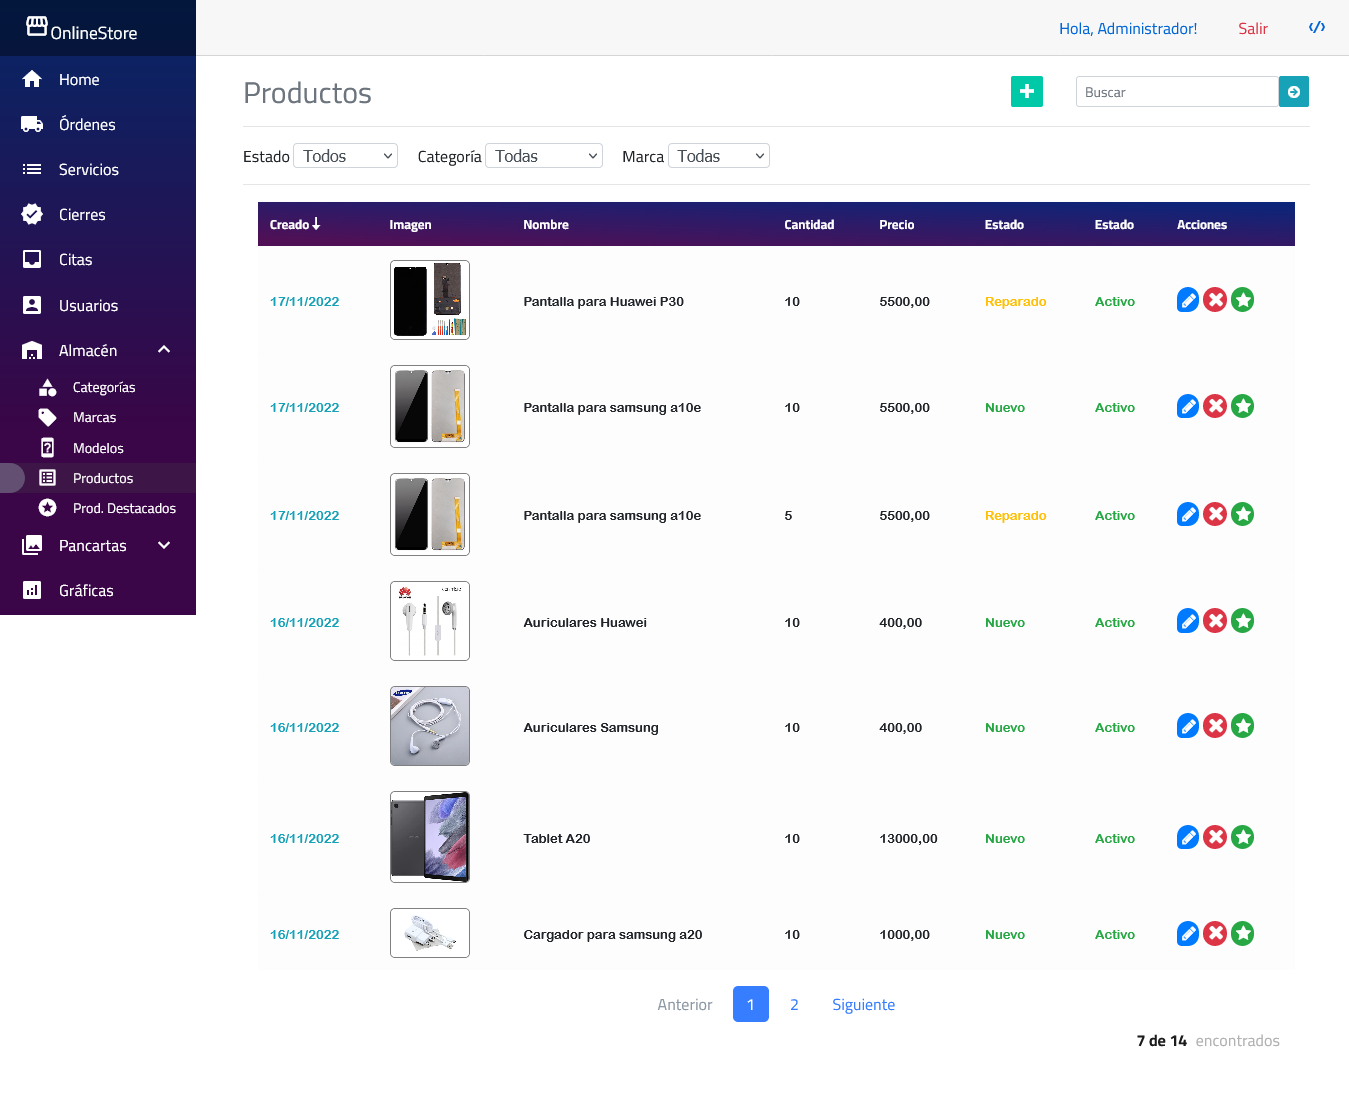 OnlineStore
Hola, Administrador!
Salir
Home
Órdenes
Servicios
Cierres
Citas
Usuarios
Almacén
Categorías
Marcas
Modelos
Productos
Prod. Destacados
Pancartas
Gráficas
Productos
Buscar
Estado Todos Categoría Todas Marca Todas
Creado Imagen Nombre Cantidad Precio Estado Estado Acciones
17/11/2022 Pantalla para Huawei P30 10 5500,00 Reparado Activo
17/11/2022 Pantalla para samsung a10e 10 5500,00 Nuevo Activo
17/11/2022 Pantalla para samsung a10e 5 5500,00 Reparado Activo
16/11/2022 Auriculares Huawei 10 400,00 Nuevo Activo
16/11/2022 Auriculares Samsung 10 400,00 Nuevo Activo
16/11/2022 Tablet A20 10 13000,00 Nuevo Activo
16/11/2022 Cargador para samsung a20 10 1000,00 Nuevo Activo
Anterior 1 2 Siguiente
7 de 14 encontrados